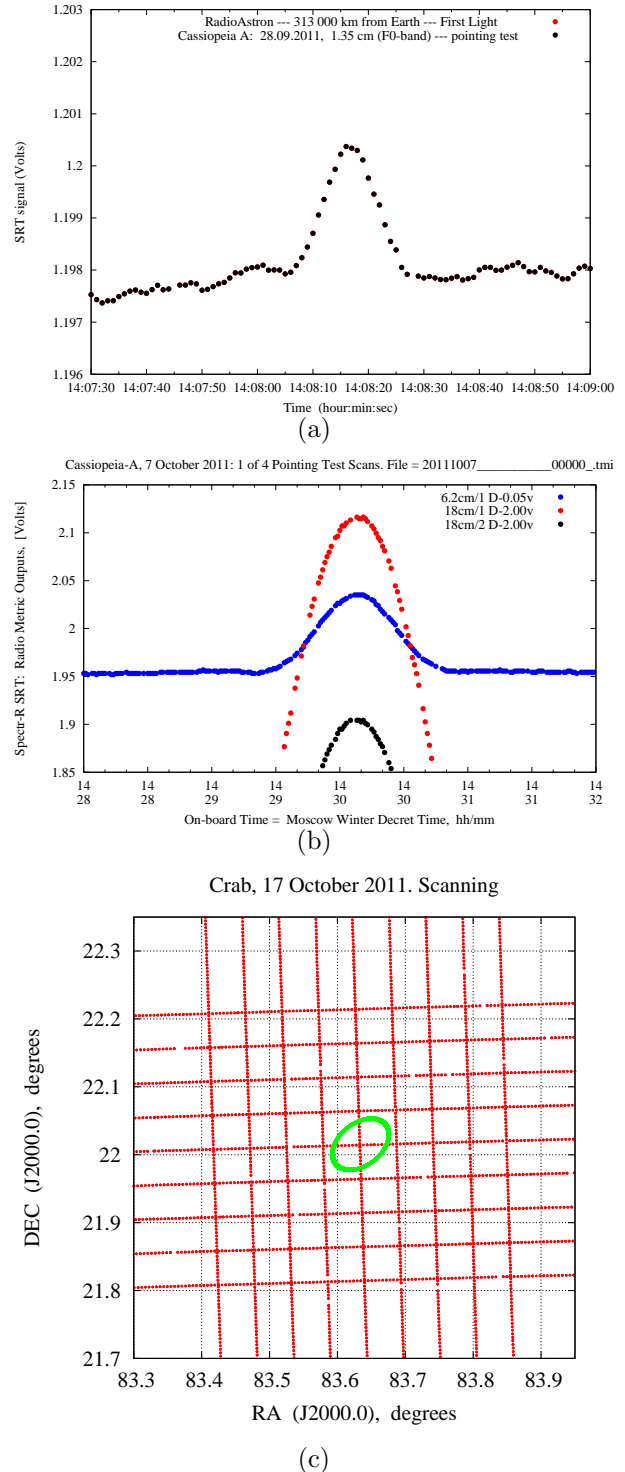 1.203
1.202
1.201
1.2
1.199
1.198
1.197
1.196
SRT signal (Volts)
RadioAstron --- 313 000 km from Earth --- First Light
Cassiopeia A: 28.09.2011, 1.35 cm (F0-band) --- pointing test
14:07:30 14:07:40 14:07:50 14:08:00 14:08:10 14:08:20 14:08:30 14:08:40 14:08:50 14:09:00
Time (hour:min:sec)
(a)
Cassiopeia-A, 7 October 2011: 1 of 4 Pointing Test Scans. File = 20111007___________00000_.tmi
2.15
2.1
2.05
2
1.95
1.9
1.85
Spectr-R SRT: Radio Metric Outputs, [Volts]
6.2cm/1 D-0.05v
18cm/1 D-2.00v
18cm/2 D-2.00v
14 14 14 14 14 14 14 14 14
28 28 29 29 30 30 31 31 32
On-board Time = Moscow Winter Decret Time, hh/mm
(b)
Crab, 17 October 2011. Scanning
22.3
22.2
22.1
22
21.9
21.8
21.7
DEC (J2000.0), degrees
83.3 83.4 83.5 83.6 83.7 83.8 83.9
RA (J2000.0), degrees
(c)